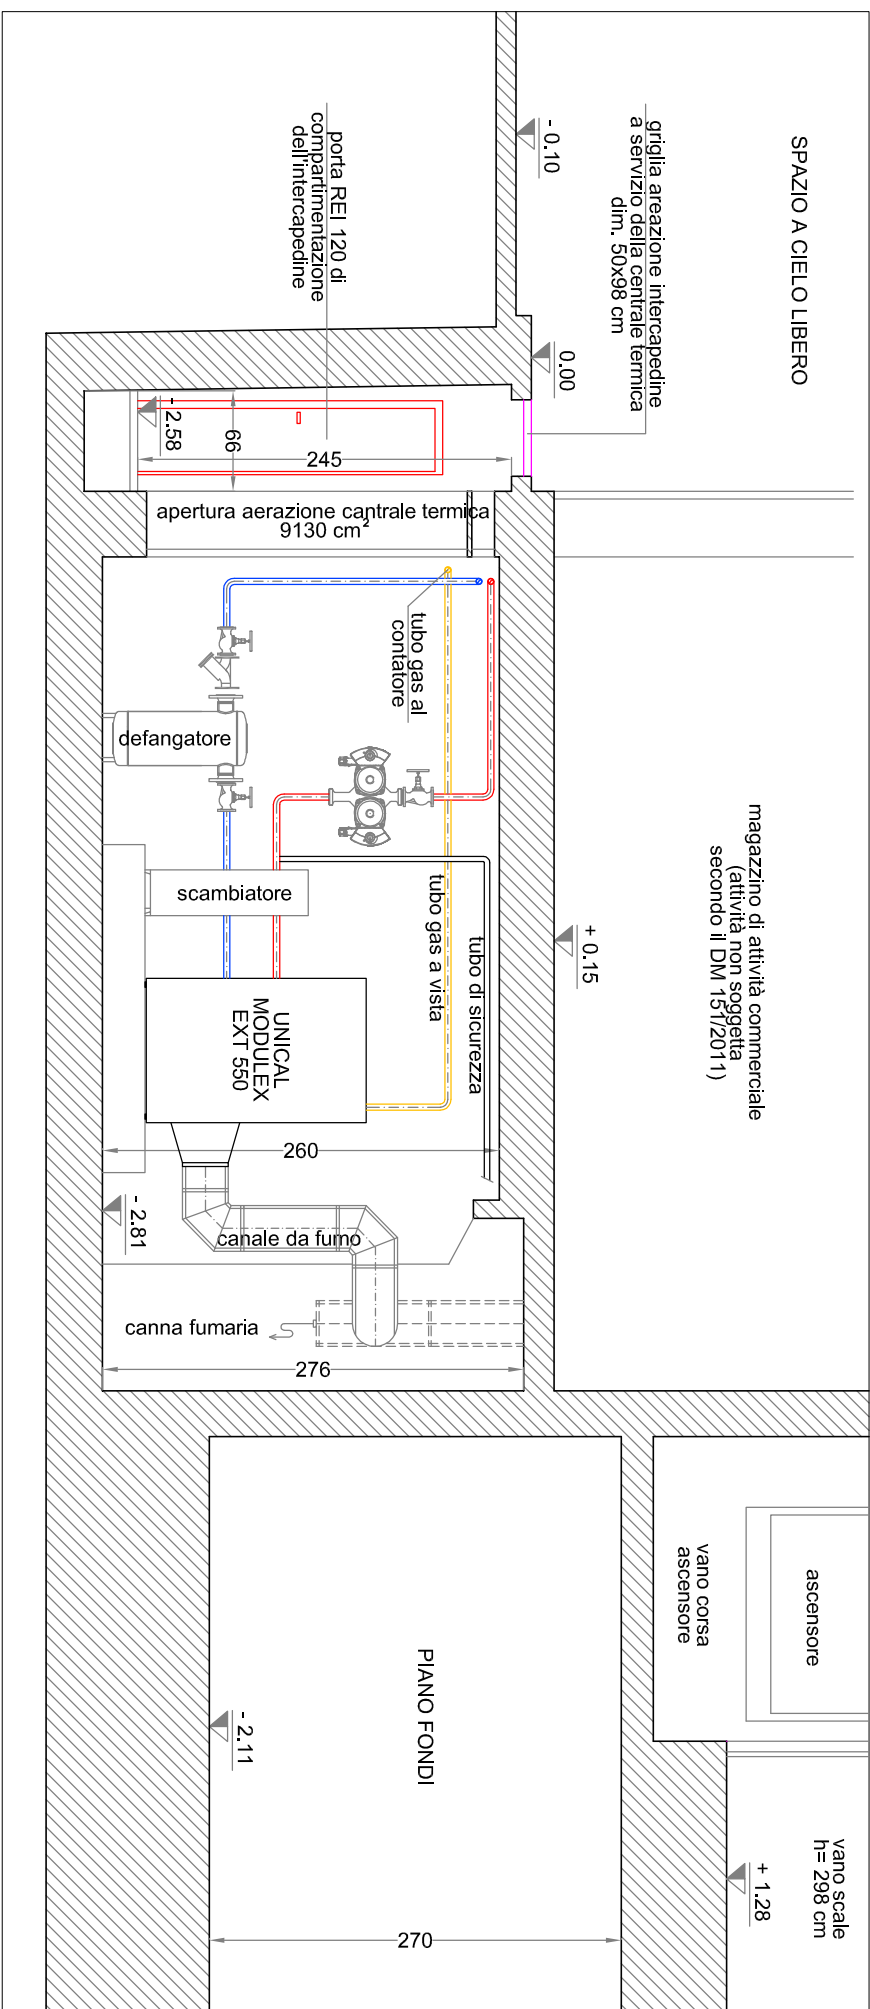 SPAZIO A CIELO LIBERO
griglia areazione intercapedine
a servizio della centrale termica
dim. 50x98 cm
- 0.10
0.00
porta REI 120 di
compartimentazione
dell'intercapedine
- 2.58
66
245
apertura aerazione cantrale termica
9130 cm²
tubo gas al
contatore
defangatore
magazzino di attività commerciale
(attività non soggetta
secondo il DM 151/2011)
+ 0.15
scambiatore
tubo gas a vista
tubo di sicurezza
UNICAL
MODULEX
EXT 550
260
- 2.81
canale da fumo
canna fumaria
276
vano corsa
ascensore
ascensore
PIANO FONDI
- 2.11
vano scale
h= 298 cm
+ 1.28
270